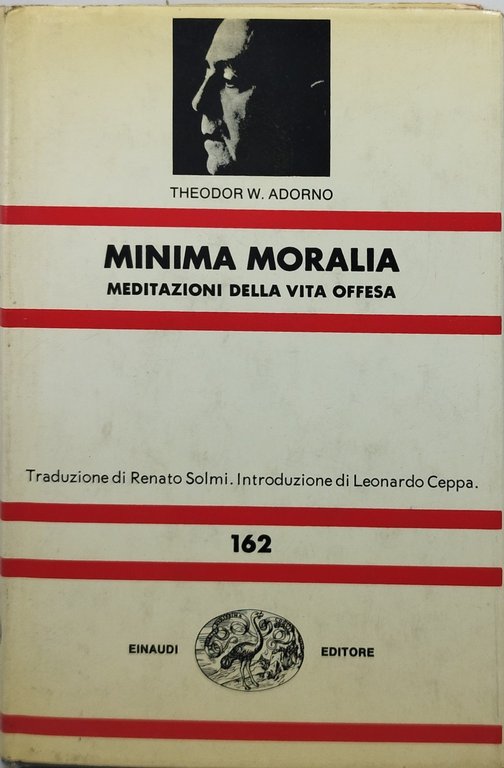 THEODOR W. ADORNO
MINIMA MORALIA
MEDITAZIONI DELLA VITA OFFESA
Traduzione di Renato Solmi. Introduzione di Leonardo Ceppa.
162
EINAUDI EDITORE